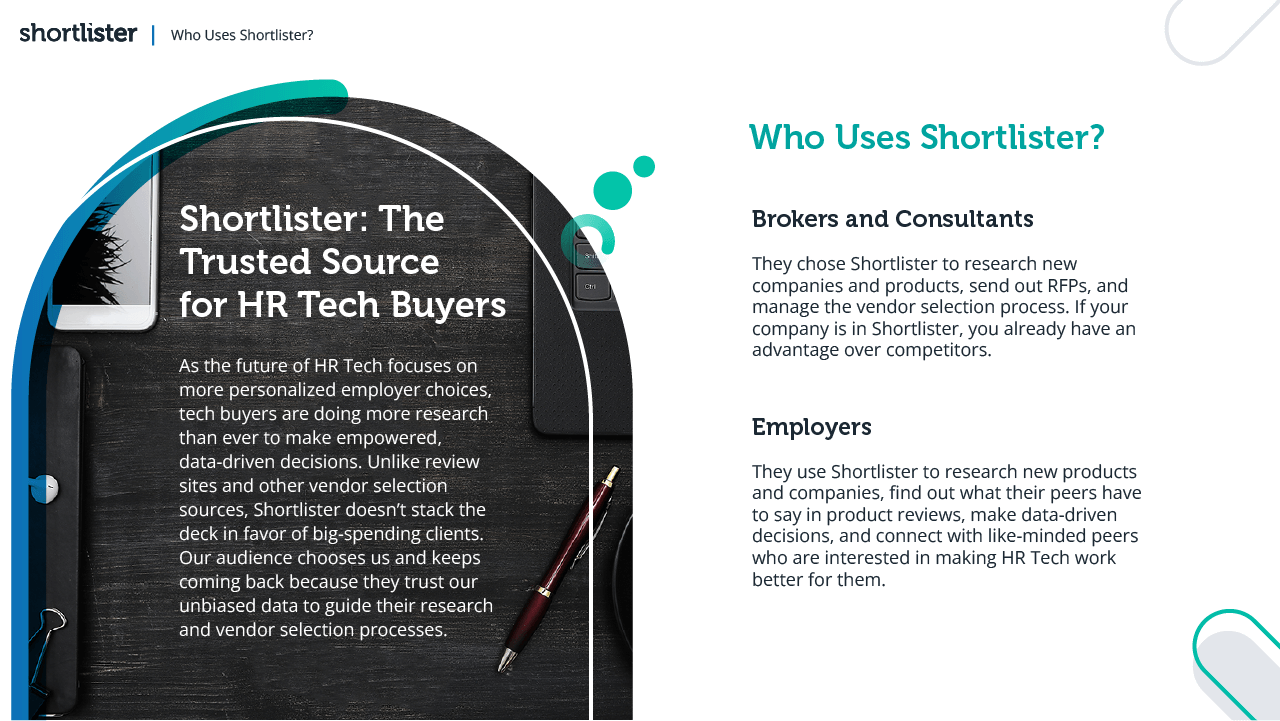 shortlister | Who Uses Shortlister?
Shortlister: The
Trusted Source
for HR Tech Buyers
As the future of HR Tech focuses on
more personalized employer choices,
tech buyers are doing more research
than ever to make empowered,
data-driven decisions. Unlike review
sites and other vendor selection
sources, Shortlister doesn’t stack the
deck in favor of big-spending clients.
Our audience chooses us and keeps
coming back because they trust our
unbiased data to guide their research
and vendor selection processes.
Ctrl
Who Uses Shortlister?
Brokers and Consultants
They chose Shortlister to research new
companies and products, send out RFPs, and
manage the vendor selection process. If your
company is in Shortlister, you already have an
advantage over competitors.
Employers
They use Shortlister to research new products
and companies, find out what their peers have
to say in product reviews, make data-driven
decisions, and connect with like-minded peers
who are interested in making HR Tech work
better for them.